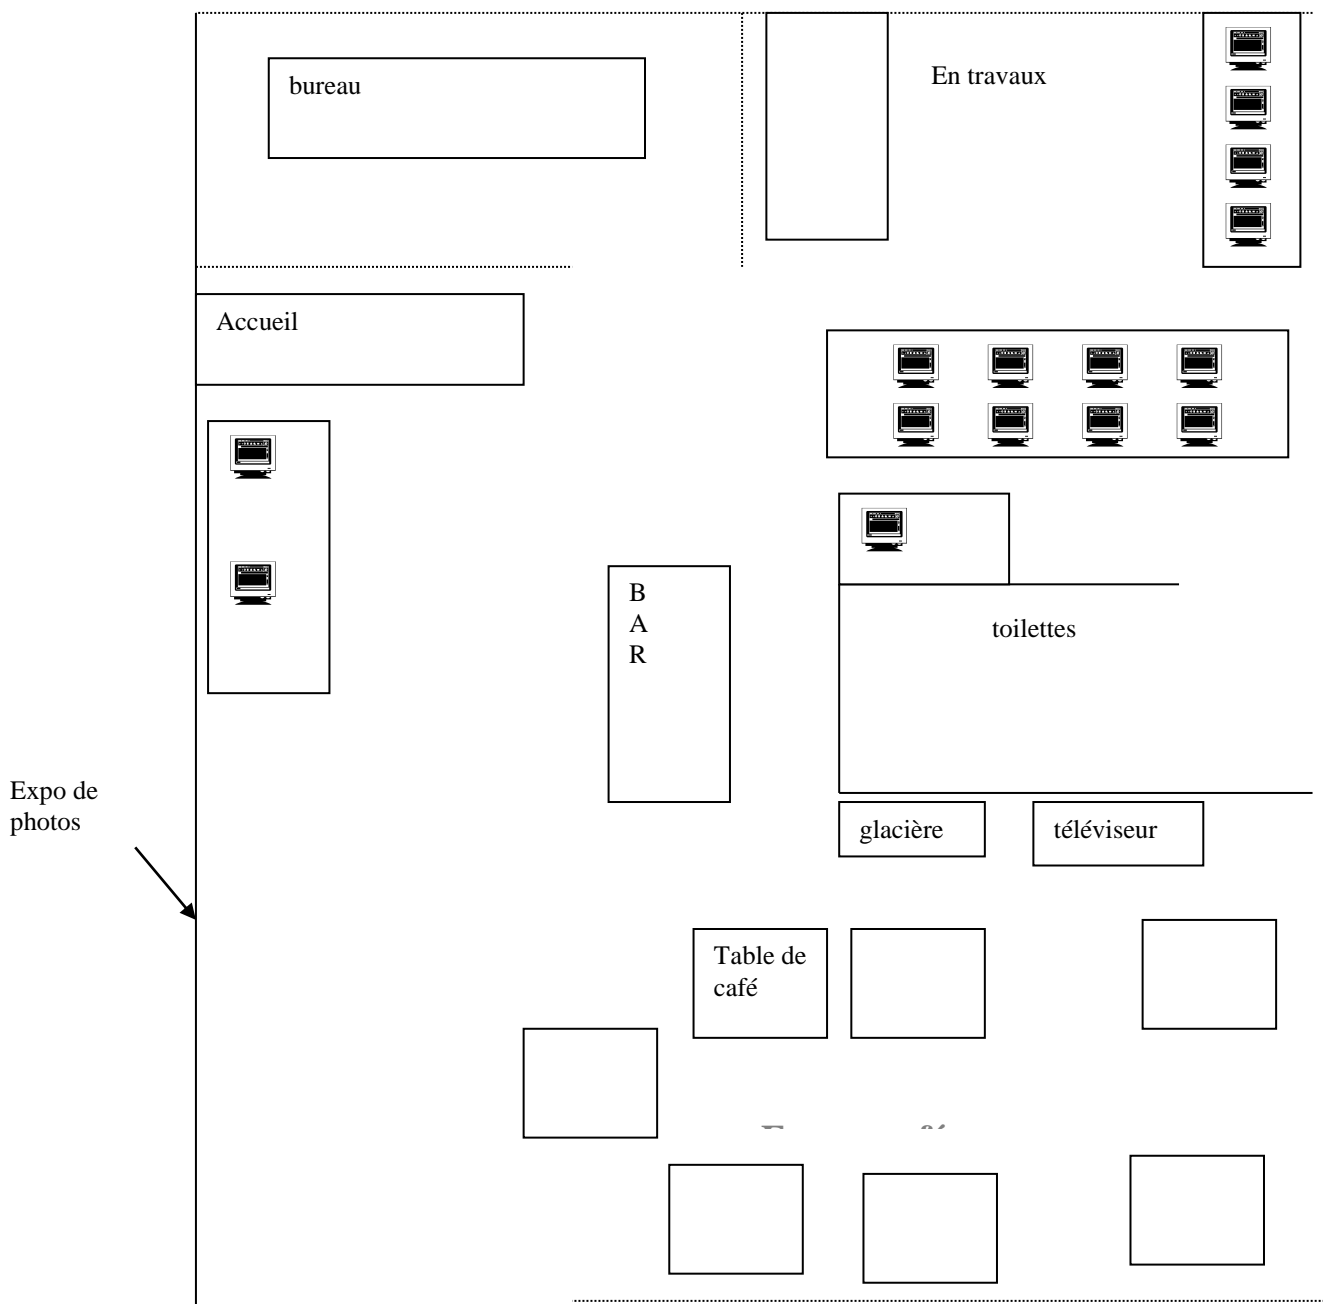 bureau
En travaux
Accueil
B
A
R
toilettes
Expo de
photos
glacière
téléviseur
Table de
café